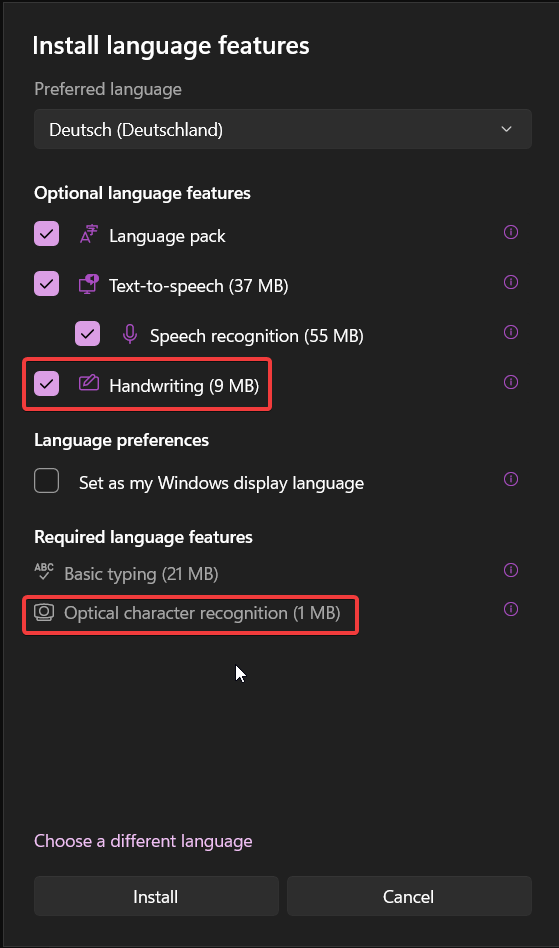 Install language features
Preferred language
Deutsch (Deutschland)
Optional language features
Language pack
Text-to-speech (37 MB)
Speech recognition (55 MB)
Handwriting (9 MB)
Language preferences
Set as my Windows display language
Required language features
ABC Basic typing (21 MB)
Optical character recognition (1 MB)
Choose a different language
Install Cancel